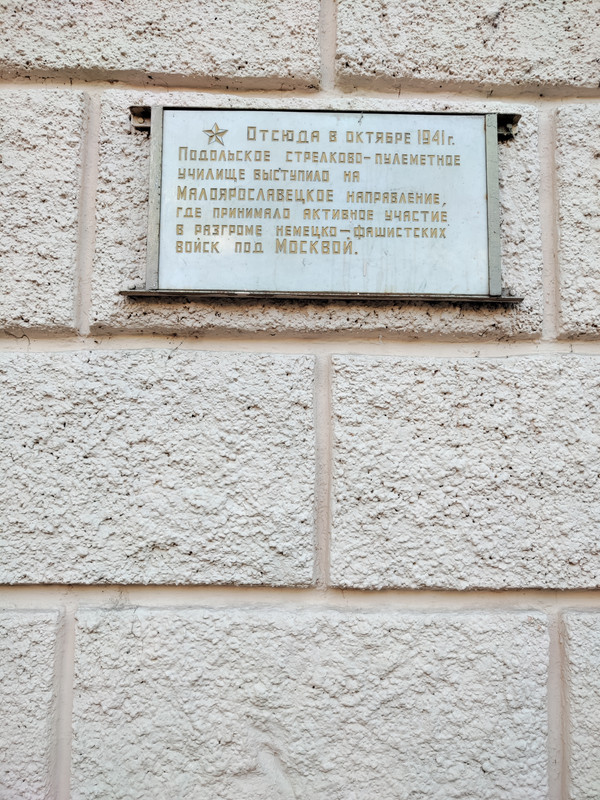 Отсюда в октябре 1941 г.
Подольское стрелково-пулеметное
училище выступило на
Малоярославецкое направление,
где принимало активное участие
в разгроме немецко-фашистских
войск под Москвой.